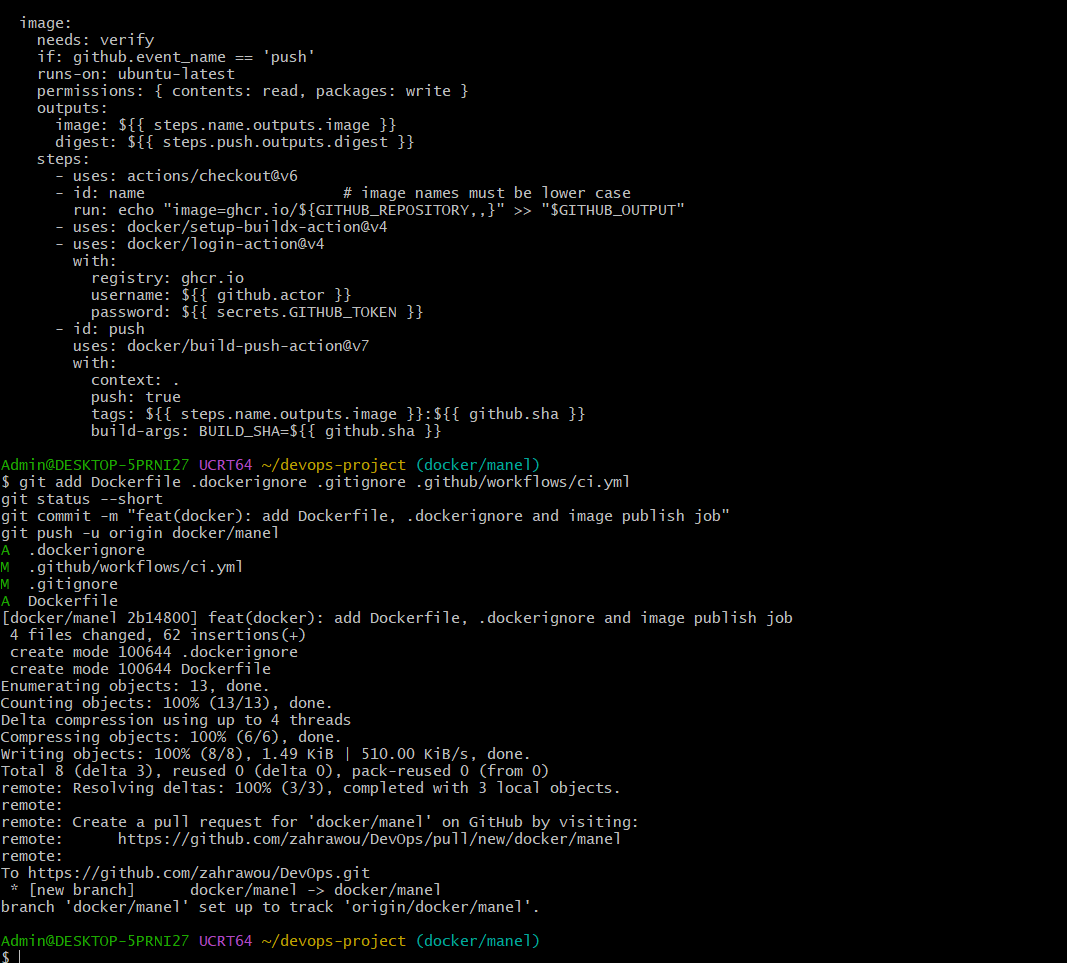 image:
    needs: verify
    if: github.event_name == 'push'
    runs-on: ubuntu-latest
    permissions: { contents: read, packages: write }
    outputs:
      image: ${{ steps.name.outputs.image }}
      digest: ${{ steps.push.outputs.digest }}
    steps:
      - uses: actions/checkout@v6
      - id: name                      # image names must be lower case
        run: echo "image=ghcr.io/${GITHUB_REPOSITORY,,}" >> "$GITHUB_OUTPUT"
      - uses: docker/setup-buildx-action@v4
      - uses: docker/login-action@v4
        with:
          registry: ghcr.io
          username: ${{ github.actor }}
          password: ${{ secrets.GITHUB_TOKEN }}
      - id: push
        uses: docker/build-push-action@v7
        with:
          context: .
          push: true
          tags: ${{ steps.name.outputs.image }}:${{ github.sha }}
          build-args: BUILD_SHA=${{ github.sha }}

Admin@DESKTOP-5PRNI27 UCRT64 ~/devops-project (docker/manel)
$ git add Dockerfile .dockerignore .gitignore .github/workflows/ci.yml
git status --short
git commit -m "feat(docker): add Dockerfile, .dockerignore and image publish job"
git push -u origin docker/manel
A  .dockerignore
M  .github/workflows/ci.yml
M  .gitignore
A  Dockerfile
[docker/manel 2b14800] feat(docker): add Dockerfile, .dockerignore and image publish job
 4 files changed, 62 insertions(+)
 create mode 100644 .dockerignore
 create mode 100644 Dockerfile
Enumerating objects: 13, done.
Counting objects: 100% (13/13), done.
Delta compression using up to 4 threads
Compressing objects: 100% (6/6), done.
Writing objects: 100% (8/8), 1.49 KiB | 510.00 KiB/s, done.
Total 8 (delta 3), reused 0 (delta 0), pack-reused 0 (from 0)
remote: Resolving deltas: 100% (3/3), completed with 3 local objects.
remote:
remote: Create a pull request for 'docker/manel' on GitHub by visiting:
remote:      https://github.com/zahrawou/DevOps/pull/new/docker/manel
remote:
To https://github.com/zahrawou/DevOps.git
 * [new branch]      docker/manel -> docker/manel
branch 'docker/manel' set up to track 'origin/docker/manel'.

Admin@DESKTOP-5PRNI27 UCRT64 ~/devops-project (docker/manel)
$